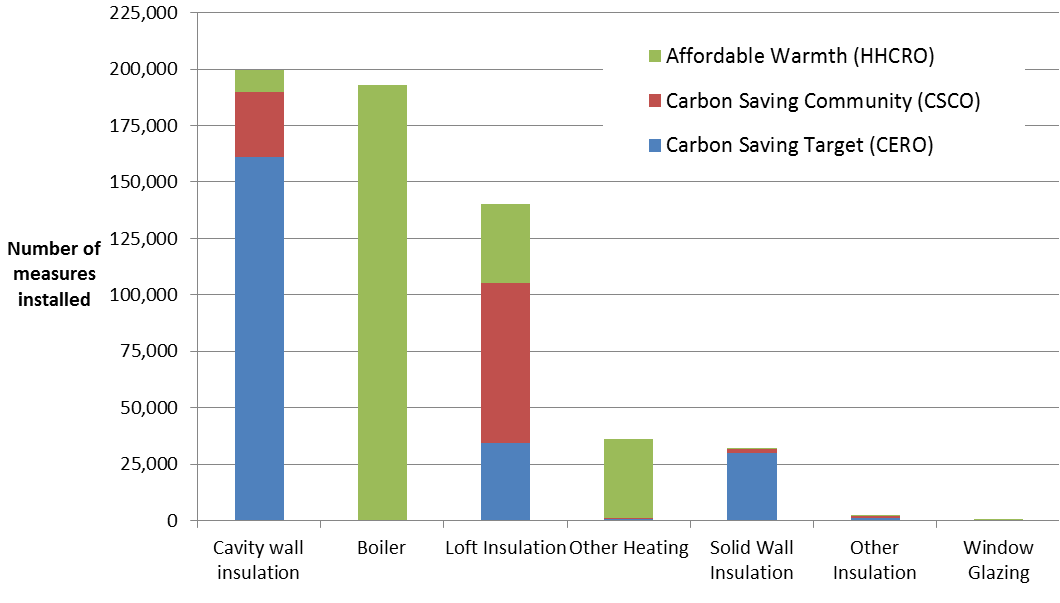 225,000
200,000
175,000
150,000
125,000
100,000
75,000
50,000
25,000
0
Number of
measures
installed
Affordable Warmth (HHCRO)
Carbon Saving Community (CSCO)
Carbon Saving Target (CERO)
Cavity wall
insulation
Boiler
Loft Insulation
Other Heating
Solid Wall
Insulation
Other
Insulation
Window
Glazing